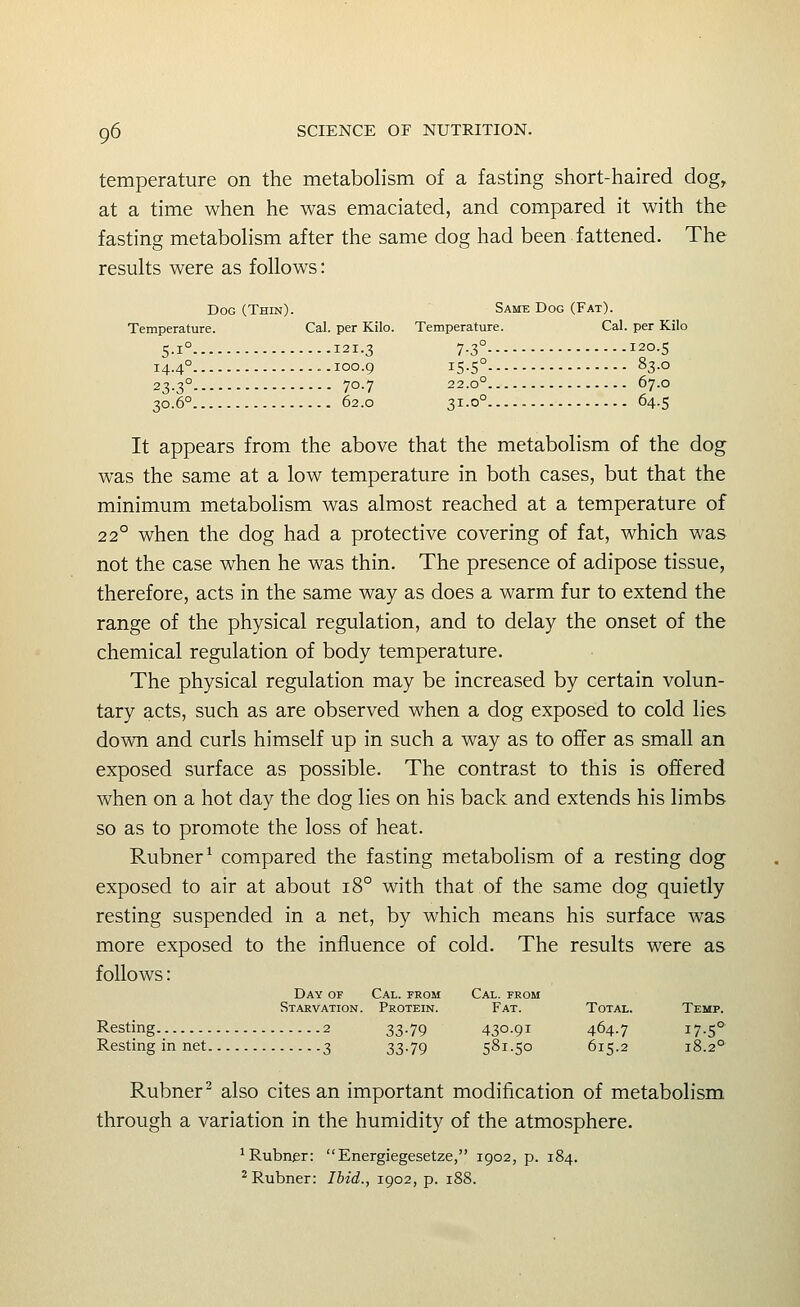 96 SCIENCE OF NUTRITION.
temperature on the metabolism of a fasting short-haired dog,
at a time when he was emaciated, and compared it with the
fasting metabolism after the same dog had been fattened. The
results were as follows:
Dog (Thin). Same Dog (Fat).
Temperature. Cal. per Kilo. Temperature. Cal. per Kilo
5.1°.................121.3 7.3°.................120.5
14.4°.................100.9 15.5°................. 83.0
23.3°................. 70.7 22.0°................. 67.0
30.6°................. 62.0 31.0°................. 64.5
It appears from the above that the metabolism of the dog
was the same at a low temperature in both cases, but that the
minimum metabolism was almost reached at a temperature of
22° when the dog had a protective covering of fat, which was
not the case when he was thin. The presence of adipose tissue,
therefore, acts in the same way as does a warm fur to extend the
range of the physical regulation, and to delay the onset of the
chemical regulation of body temperature.
The physical regulation may be increased by certain volun-
tary acts, such as are observed when a dog exposed to cold lies
down and curls himself up in such a way as to offer as small an
exposed surface as possible. The contrast to this is offered
when on a hot day the dog lies on his back and extends his limbs
so as to promote the loss of heat.
Rubner¹ compared the fasting metabolism of a resting dog
exposed to air at about 18° with that of the same dog quietly
resting suspended in a net, by which means his surface was
more exposed to the influence of cold. The results were as
follows:
Day of Cal. from Cal. from
Starvation. Protein. Fat. Total. Temp.
Resting....................2 33.79 430.91 464.7 17.5°
Resting in net..............3 33.79 581.50 615.2 18.2°
Rubner² also cites an important modification of metabolism
through a variation in the humidity of the atmosphere.
¹ Rubner: "Energiegesetze," 1902, p. 184.
² Rubner: Ibid., 1902, p. 188.